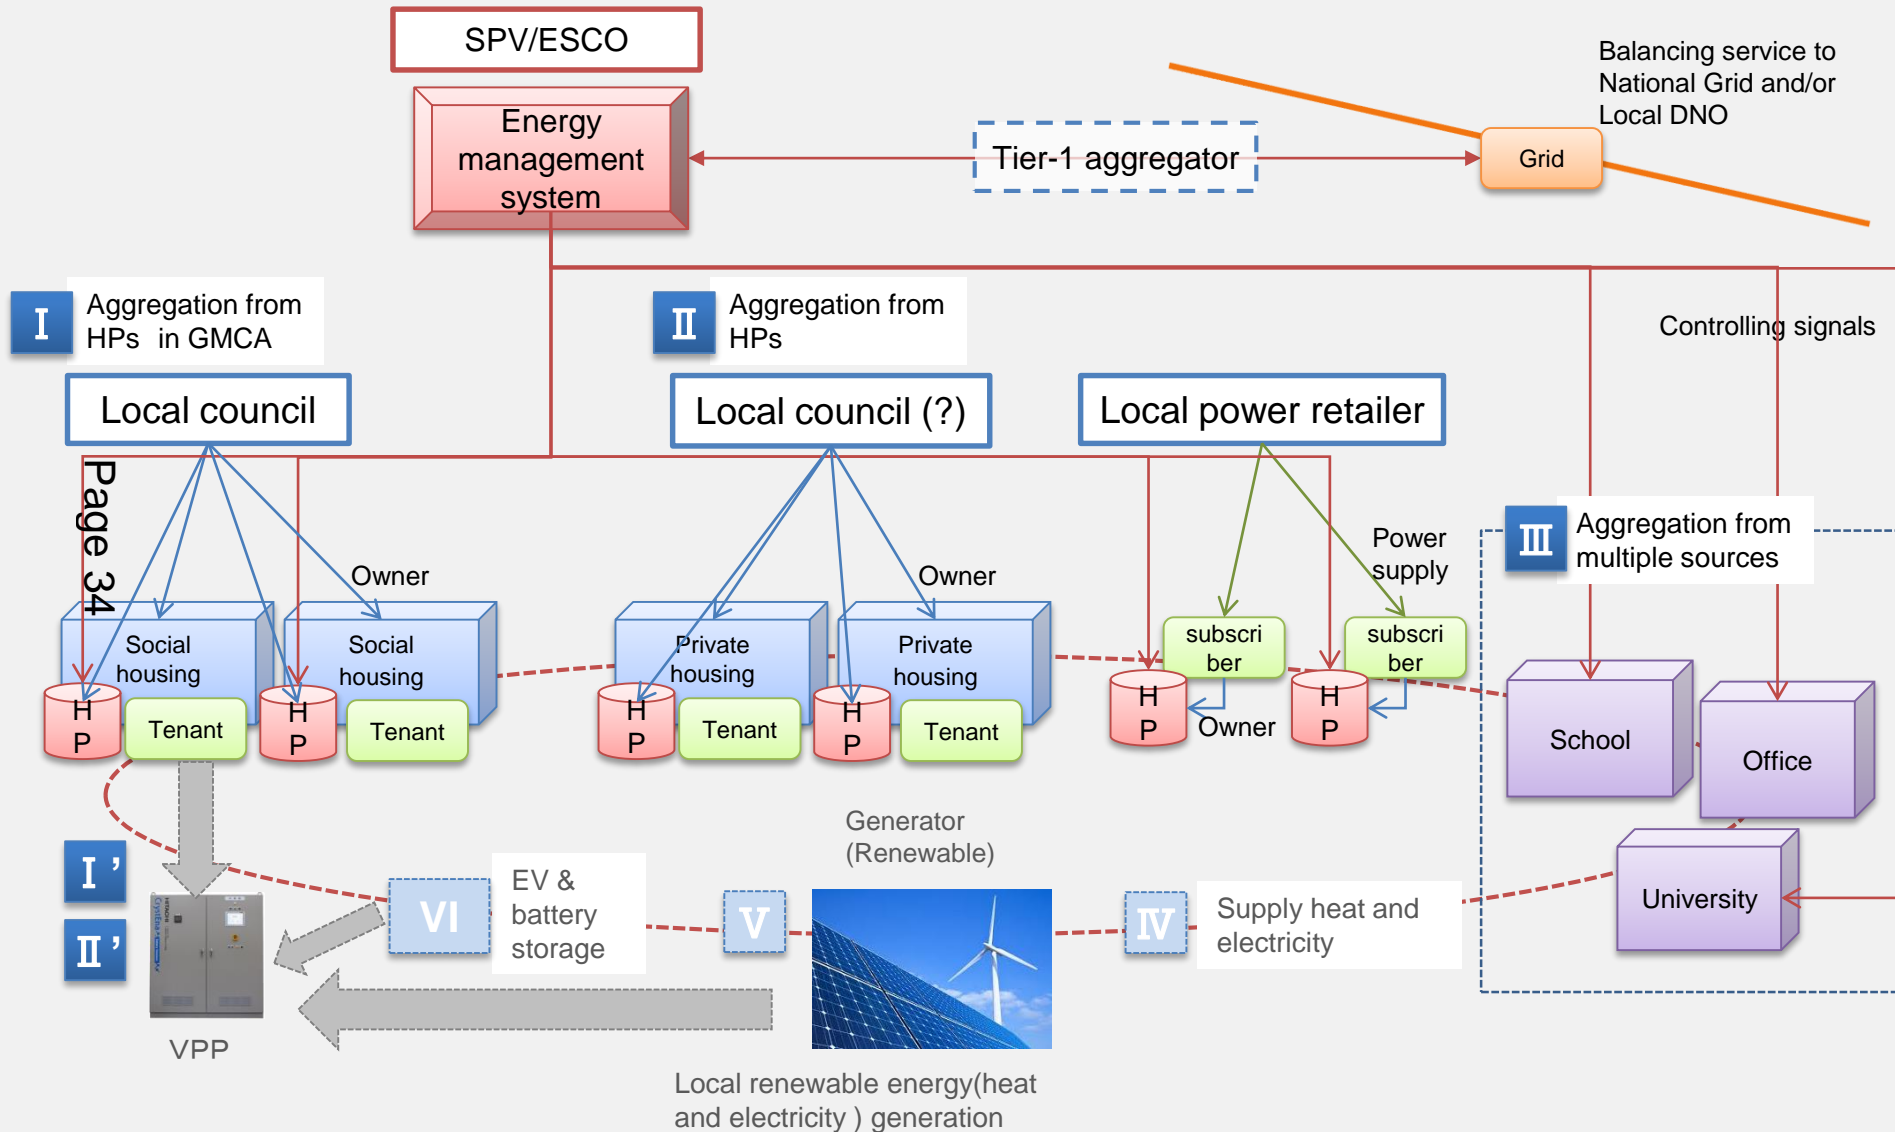 SPV/ESCO
Balancing service to
National Grid and/or
Local DNO
Energy
management
system
Tier-1 aggregator
Grid
Ⅰ
Aggregation from
HPs in GMCA
Ⅱ
Aggregation from
HPs
Controlling signals
Local council
Local council (?)
Local power retailer
Page 34
Ⅲ
Aggregation from
multiple sources
Power
supply
Owner
Owner
Social
housing
Social
housing
Private
housing
Private
housing
subscri
ber
subscri
ber
H
P
Tenant
H
P
Tenant
H
P
Tenant
H
P
Tenant
H
P
Owner
H
P
School
Office
University
Generator
(Renewable)
Ⅰ’
Ⅱ’
VI
EV &
battery
storage
Ⅴ
Ⅳ
Supply heat and
electricity
HITACHI
VPP
Local renewable energy(heat
and electricity ) generation